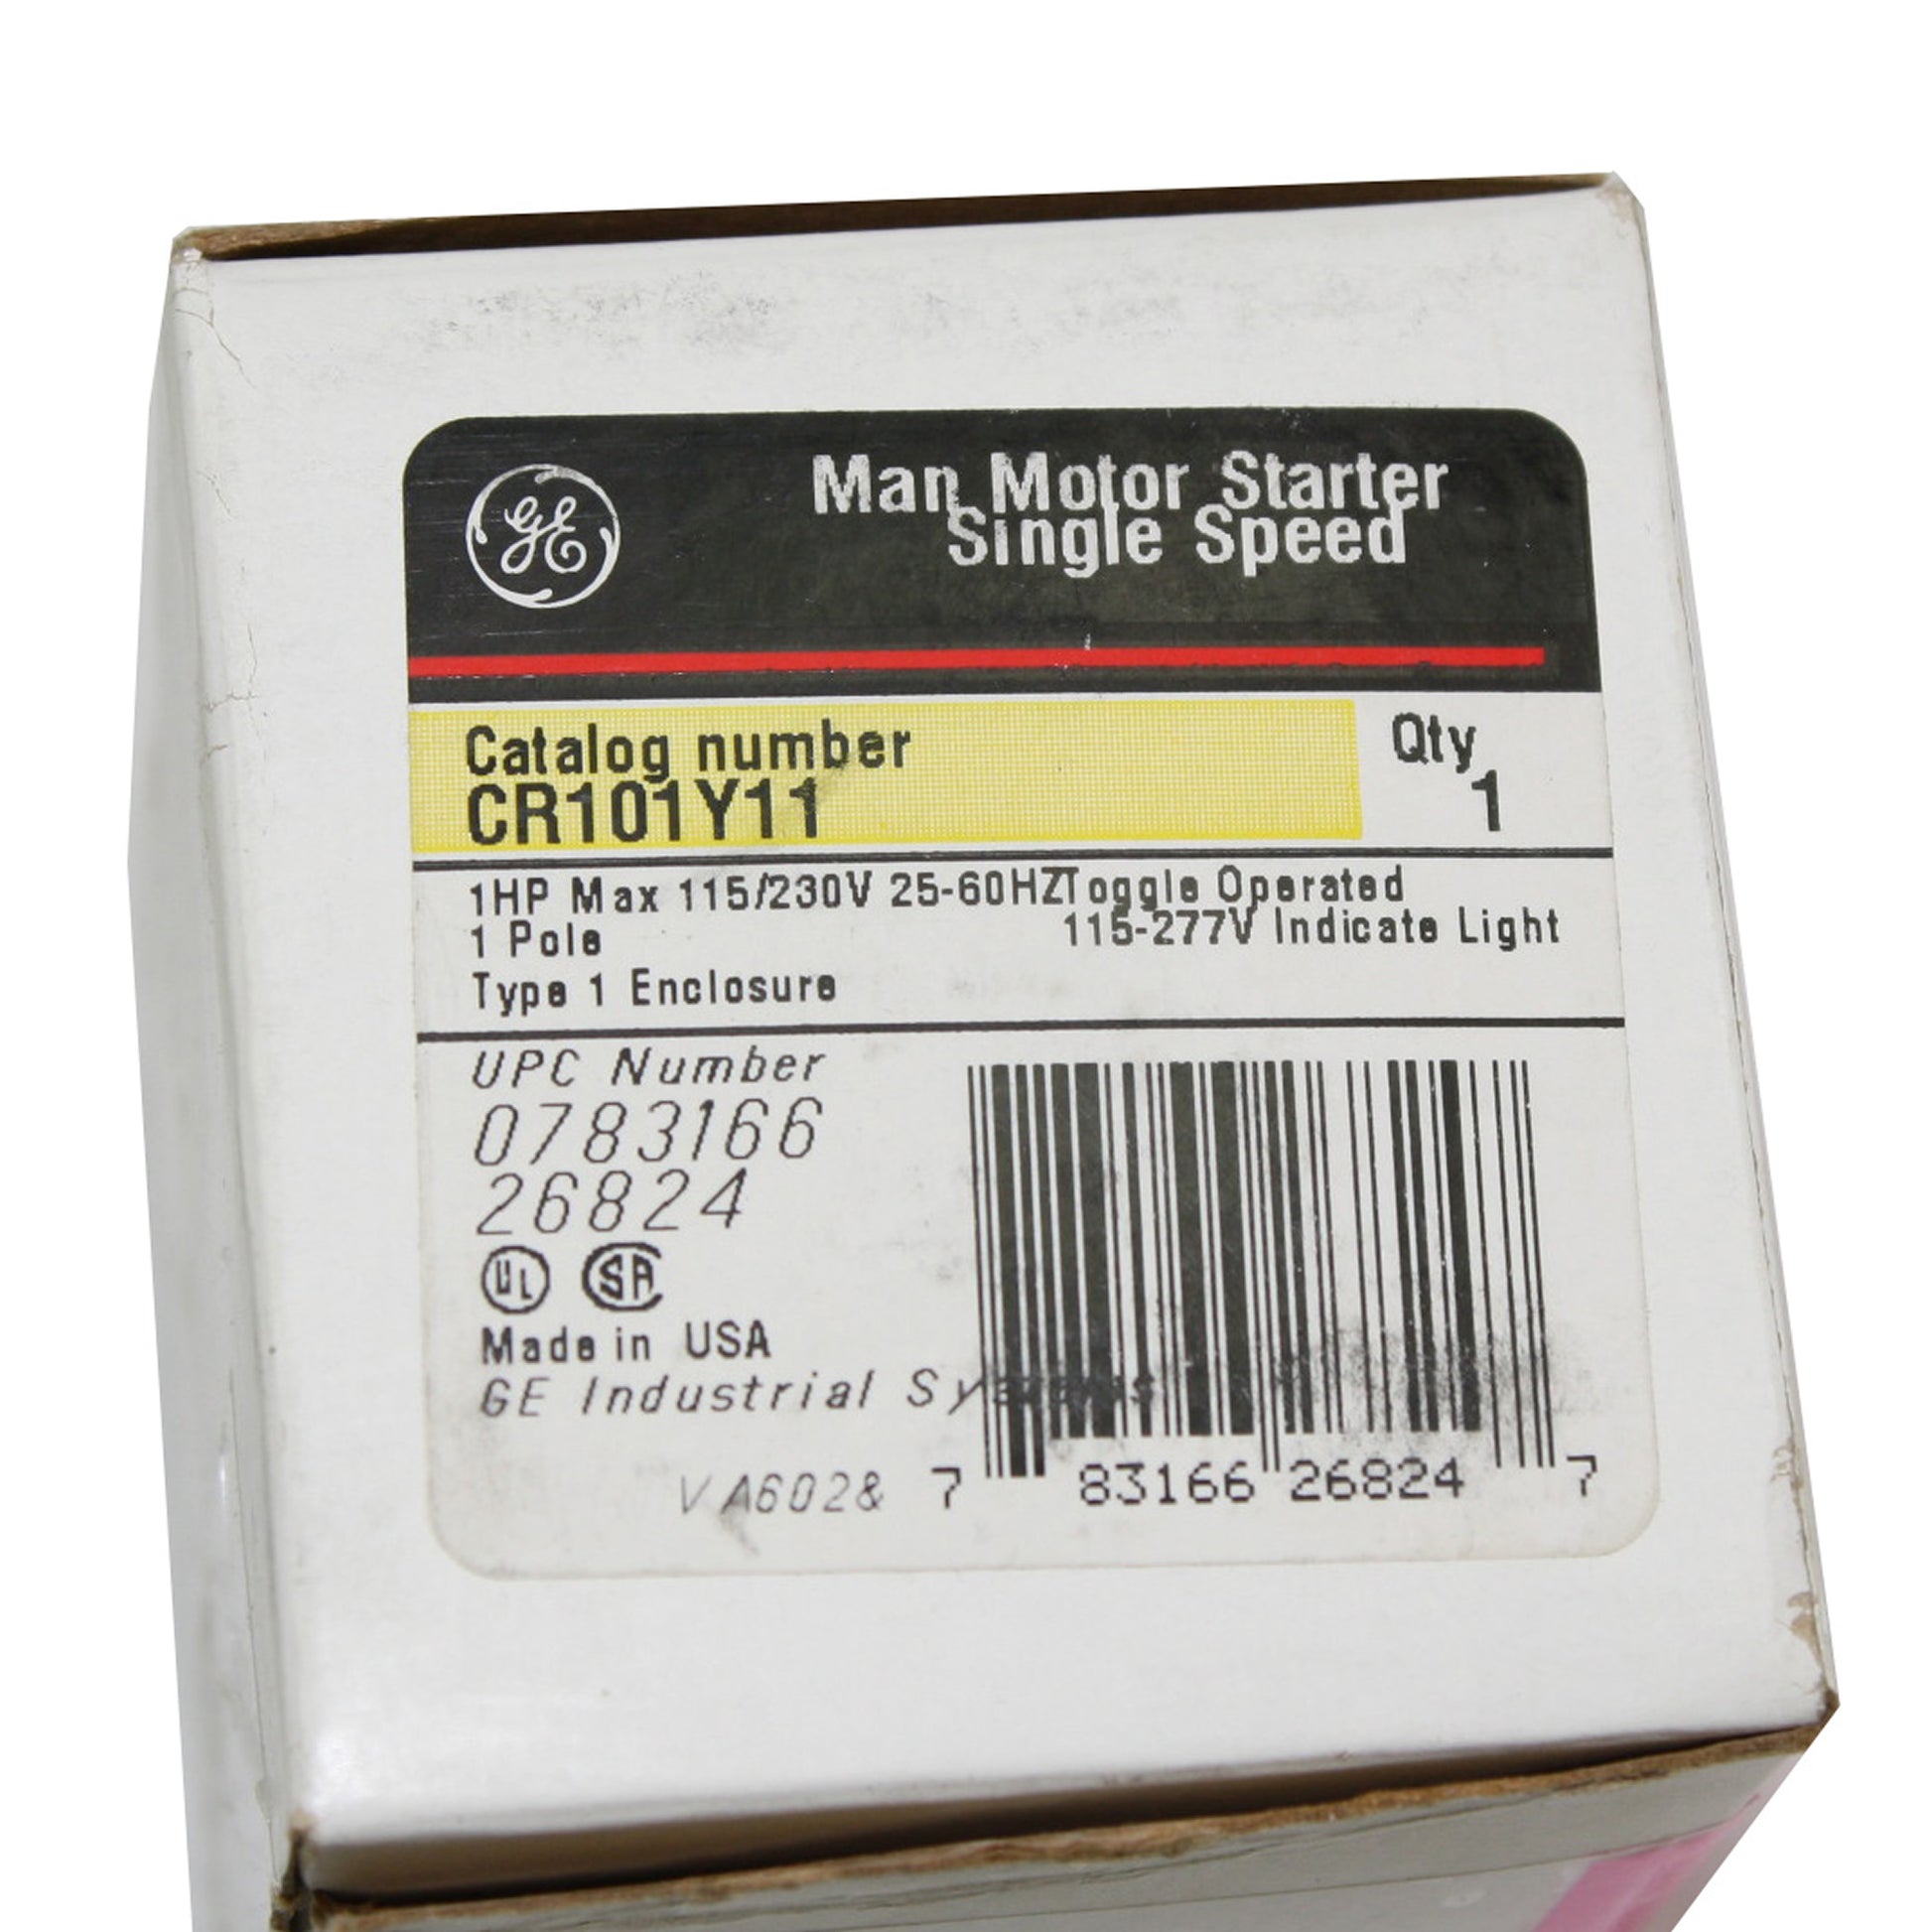 GE
Man Motor Starter
Single Speed
Catalog number
CR101Y11
Qty
1
1HP Max 115/230V 25-60HZ
1 Pole
Type 1 Enclosure
Toggle Operated
115-277V Indicate Light
UPC Number
0783166
26824
UL SA
Made in USA
GE Industrial Systems
VA602&
7 83166 26824 7